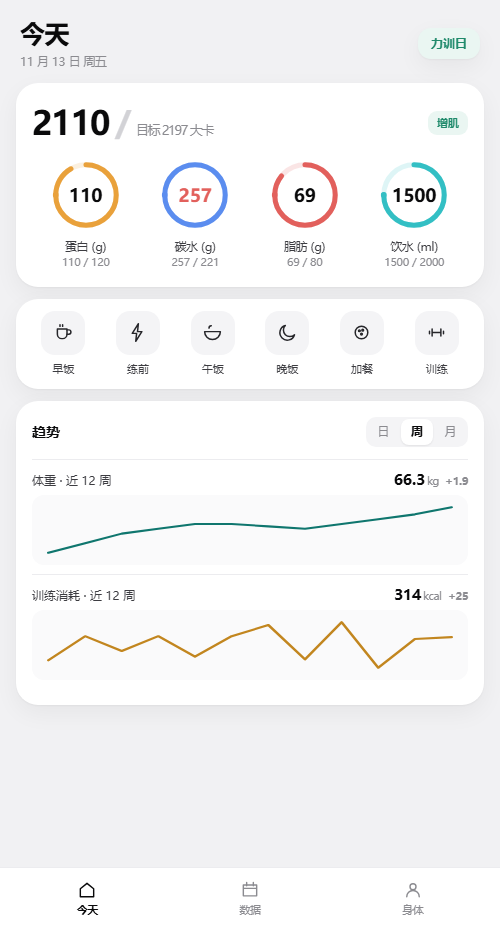 今天
11 月 13 日 周五
力训日
2110 / 目标 2197 大卡
增肌
110
257
69
1500
蛋白 (g)
碳水 (g)
脂肪 (g)
饮水 (ml)
110 / 120
257 / 221
69 / 80
1500 / 2000
早饭
练前
午饭
晚饭
加餐
训练
趋势
日
周
月
体重 · 近 12 周
66.3 kg +1.9
训练消耗 · 近 12 周
314 kcal +25
今天
数据
身体